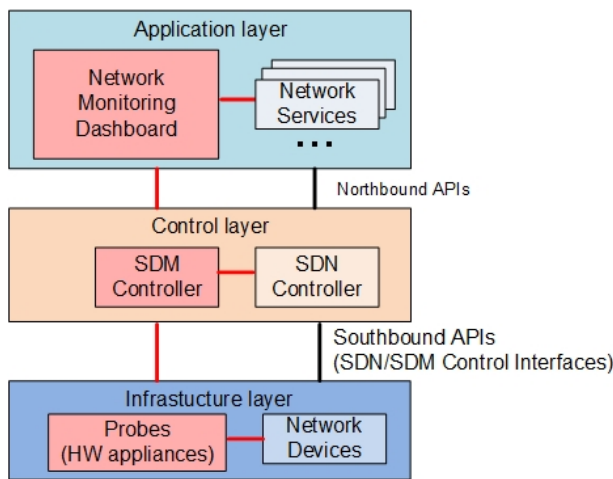 Application layer
Network
Monitoring
Dashboard
Network
Services
...
Northbound APIs
Control layer
SDM
Controller
SDN
Controller
Southbound APIs
(SDN/SDM Control Interfaces)
Infrastucture layer
Probes
(HW appliances)
Network
Devices